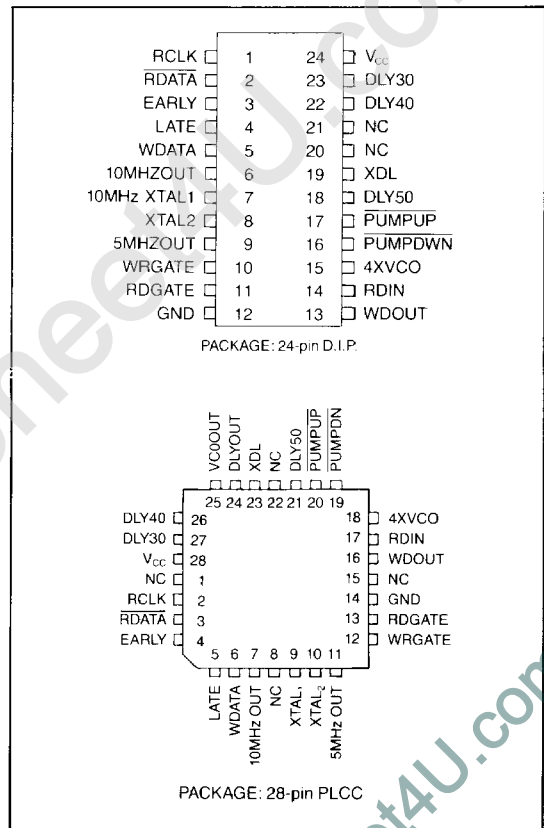 RCLK 1 24 Vcc
RDATA 2 23 DLY30
EARLY 3 22 DLY40
LATE 4 21 NC
WDATA 5 20 NC
10MHZOUT 6 19 XDL
10MHz XTAL1 7 18 DLY50
XTAL2 8 17 PUMPUP
5MHZOUT 9 16 PUMPDWN
WRGATE 10 15 4XVCO
RDGATE 11 14 RDIN
GND 12 13 WDOUT
PACKAGE: 24-pin D.I.P.
VC0OUT DLYOUT XDL NC DLY50 PUMPUP PUMPDN
25 24 23 22 21 20 19
DLY40 26 18 4XVCO
DLY30 27 17 RDIN
Vcc 28 16 WDOUT
NC 1 15 NC
RCLK 2 14 GND
RDATA 3 13 RDGATE
EARLY 4 12 WRGATE
5 6 7 8 9 10 11
LATE WDATA 10MHz OUT NC XTAL1 XTAL2 5MHz OUT
PACKAGE: 28-pin PLCC